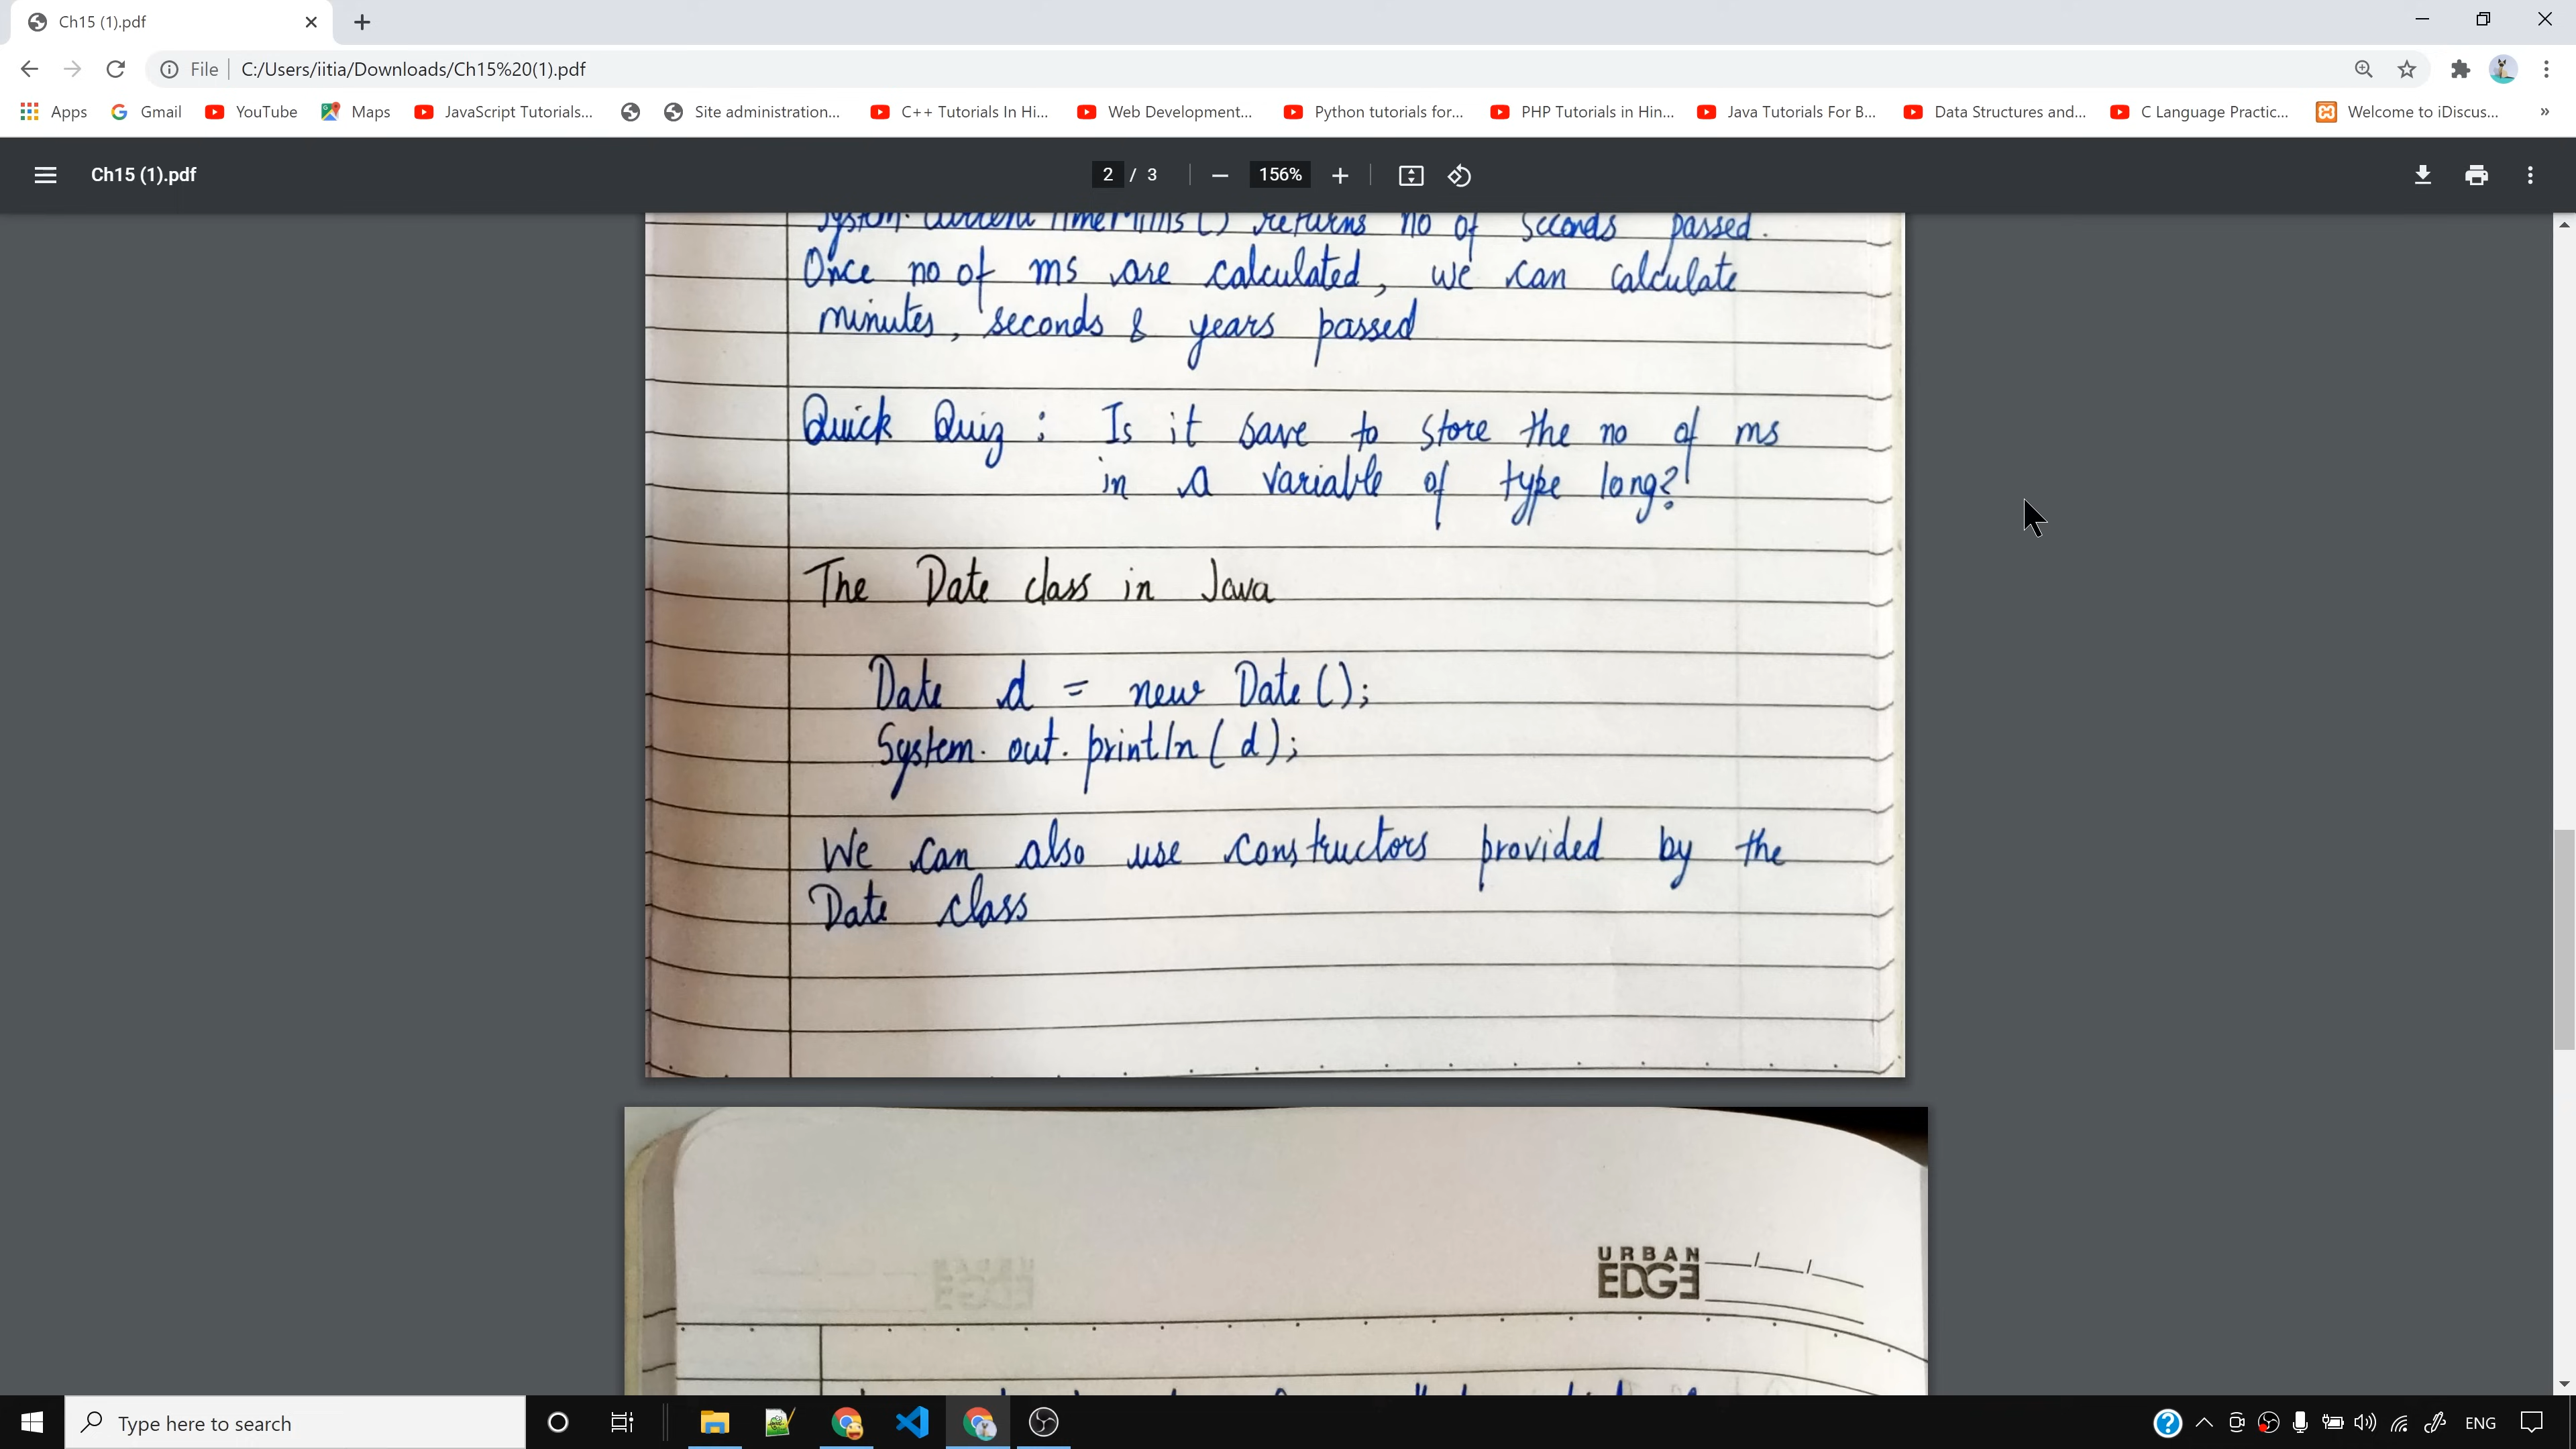 Ch15 (1).pdf
File C:/Users/iitia/Downloads/Ch15%20(1).pdf
Apps Gmail YouTube Maps JavaScript Tutorials... Site administration... C++ Tutorials In Hi... Web Development... Python tutorials for... PHP Tutorials in Hin... Java Tutorials For B... Data Structures and... C Language Practic... Welcome to iDiscus... »
Ch15 (1).pdf 2 / 3 156%
System. currentTimeMillis() returns no of seconds passed.
Once no of ms are calculated, we can calculate
minutes, seconds & years passed
Quick Quiz : Is it save to store the no of ms
in a variable of type long?
The Date class in Java
Date d = new Date();
System. out. println(d);
We can also use constructors provided by the
Date class
URBAN
EDGE
Type here to search ENG